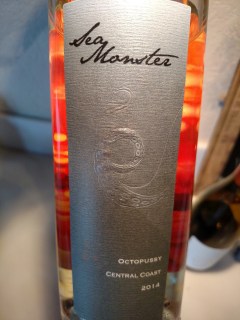 Sea
Monster
OCTOPUSSY
CENTRAL COAST
2014